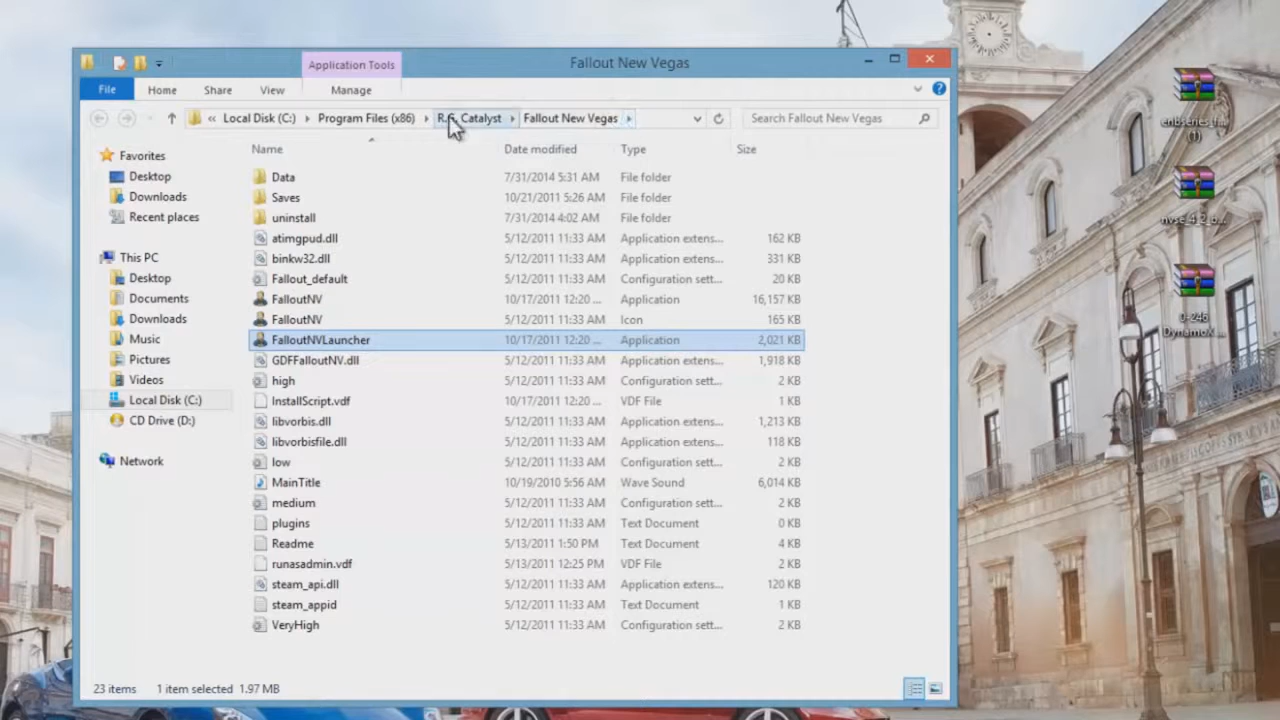 Application Tools
Fallout New Vegas
File
Home
Share
View
Manage
« Local Disk (C:)
Program Files (x86)
Catalyst
Fallout New Vegas
Search Fallout New Vegas
Name
Date modified
Type
Size
Favorites
Desktop
Downloads
Recent places
This PC
Desktop
Documents
Downloads
Music
Pictures
Videos
Local Disk (C:)
CD Drive (D:)
Network
Data 7/31/2014 5:31 AM File folder
Saves 10/21/2011 5:26 AM File folder
uninstall 7/31/2014 4:02 AM File folder
atimgpud.dll 5/12/2011 11:33 AM Application extens... 162 KB
binkw32.dll 5/12/2011 11:33 AM Application extens... 331 KB
Fallout_default 5/12/2011 11:33 AM Configuration sett... 20 KB
FalloutNV 10/17/2011 12:20 ... Application 16,157 KB
FalloutNV 5/12/2011 11:33 AM Icon 165 KB
FalloutNVLauncher 10/17/2011 12:20 ... Application 2,021 KB
GDFFalloutNV.dll 5/12/2011 11:33 AM Application extens... 1,918 KB
high 5/12/2011 11:33 AM Configuration sett... 2 KB
InstallScript.vdf 10/17/2011 12:20 ... VDF File 1 KB
libvorbis.dll 5/12/2011 11:33 AM Application extens... 1,213 KB
libvorbisfile.dll 5/12/2011 11:33 AM Application extens... 118 KB
low 5/12/2011 11:33 AM Configuration sett... 2 KB
MainTitle 10/19/2010 5:56 AM Wave Sound 6,014 KB
medium 5/12/2011 11:33 AM Configuration sett... 2 KB
plugins 5/12/2011 11:33 AM Text Document 0 KB
Readme 5/13/2011 1:50 PM Text Document 4 KB
runasadmin.vdf 5/13/2011 12:25 PM VDF File 1 KB
steam_api.dll 5/12/2011 11:33 AM Application extens... 120 KB
steam_appid 5/12/2011 11:33 AM Text Document 1 KB
VeryHigh 5/12/2011 11:33 AM Configuration sett... 2 KB
23 items
1 item selected 1.97 MB
enbseries_f...
(1)
0-246